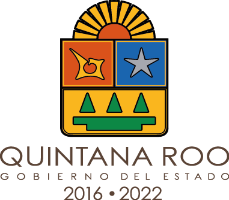 QUINTANA ROO
GOBIERNO DEL ESTADO
2016 • 2022